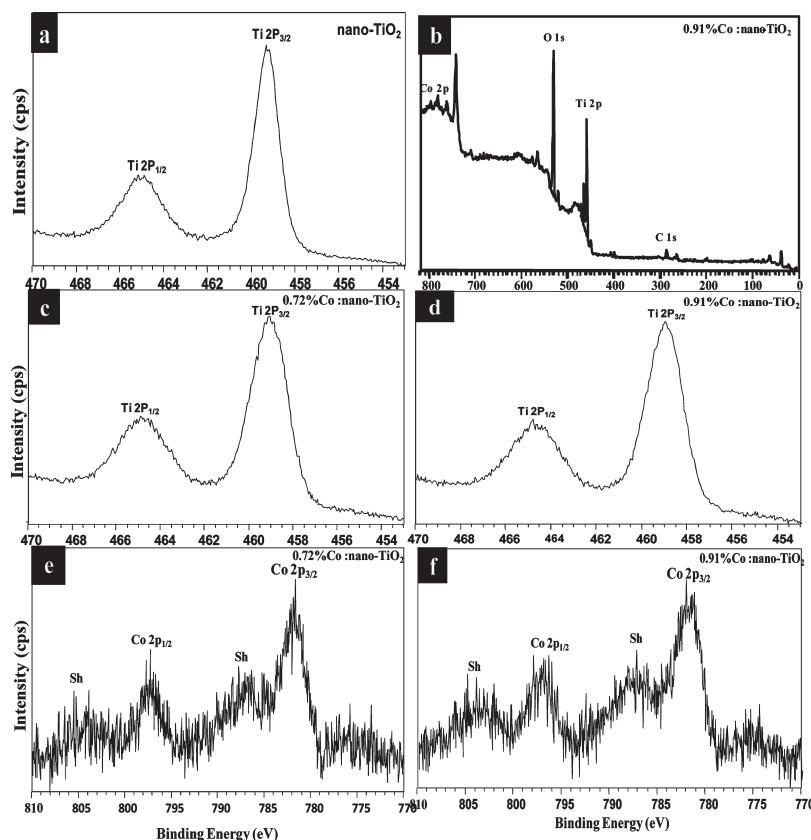 a
nano-TiO₂
Ti 2P₃/₂
Ti 2P₁/₂
Intensity (cps)
470 468 466 464 462 460 458 456 454
b
0.91%Co :nano-TiO₂
O 1s
Co 2p
Ti 2p
C 1s
800 700 600 500 400 300 200 100 0
c
0.72%Co:nano-TiO₂
Ti 2P₃/₂
Ti 2P₁/₂
Intensity (cps)
470 468 466 464 462 460 458 456 454
d
0.91%Co :nano-TiO₂
Ti 2P₃/₂
Ti 2P₁/₂
470 468 466 464 462 460 458 456 454
e
0.72%Co :nano-TiO₂
Co 2p₃/₂
Co 2p₁/₂
Sh
Sh
Intensity (cps)
810 805 800 795 790 785 780 775 770
Binding Energy (eV)
f
0.91%Co :nano-TiO₂
Co 2p₃/₂
Co 2p₁/₂
Sh
Sh
810 805 800 795 790 785 780 775 770
Binding Energy (eV)